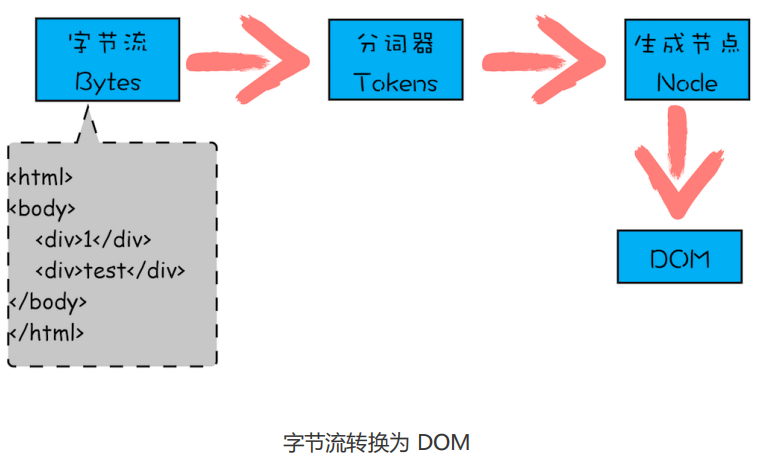 字节流
Bytes
分词器
Tokens
生成节点
Node
<html>
<body>
<div>1</div>
<div>test</div>
</body>
</html>
DOM
字节流转换为 DOM